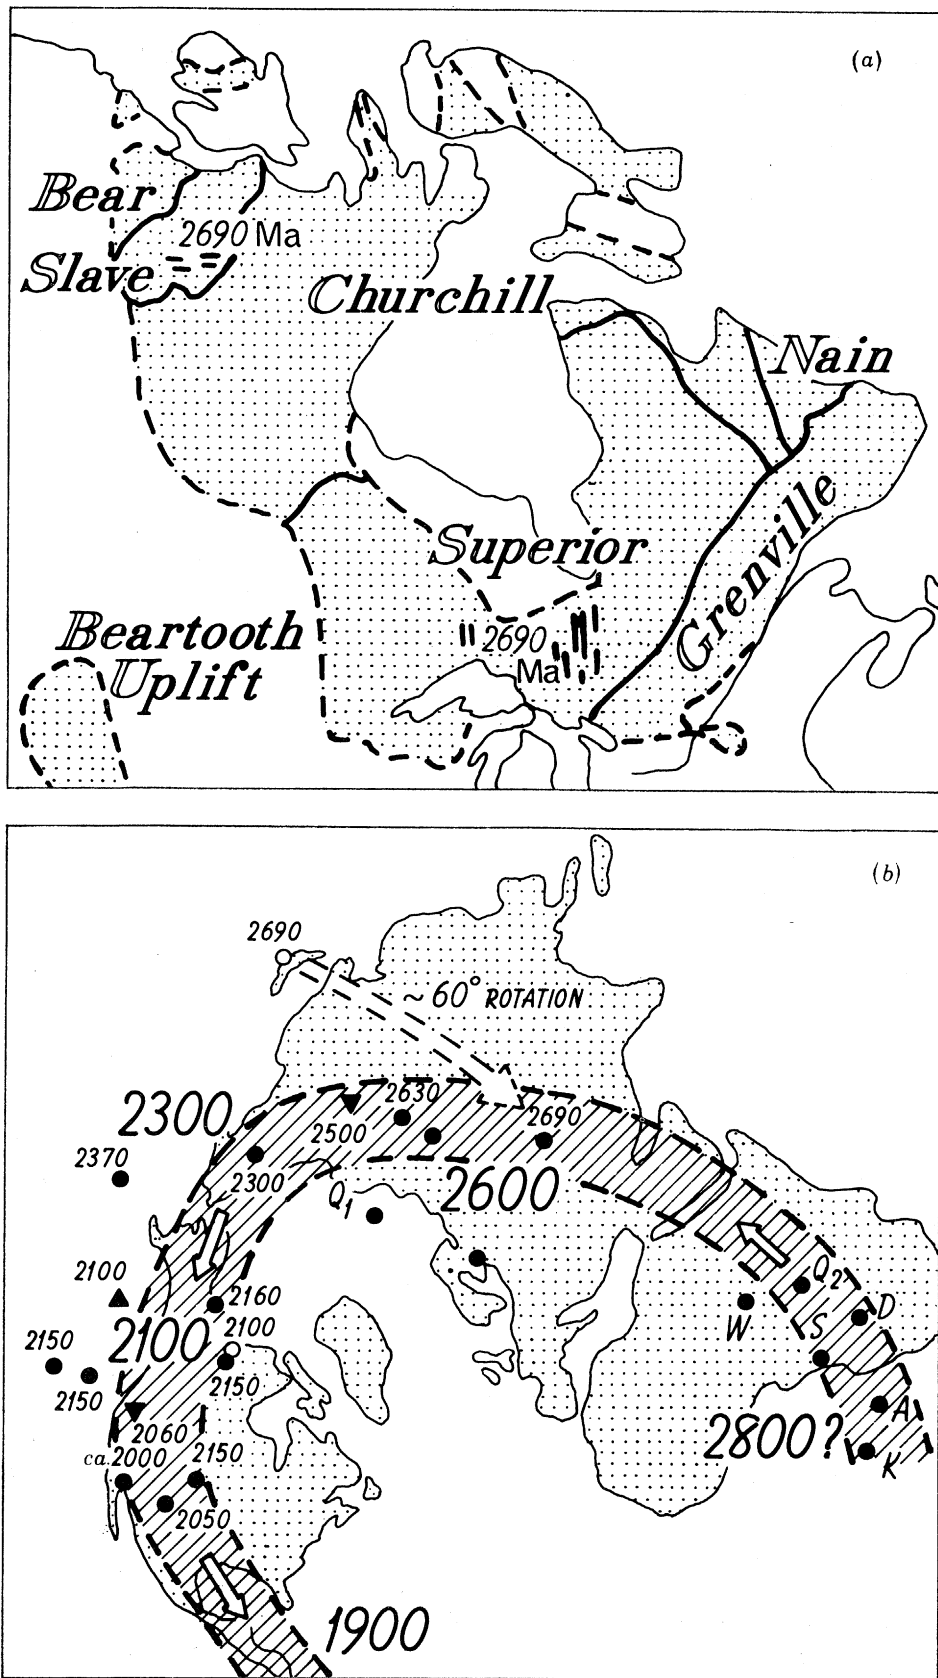 (a)
Bear
2690 Ma
Slave
Churchill
Nain
Grenville
Superior
2690
Ma
Beartooth
Uplift
(b)
2690
~60° ROTATION
2300
2630
2500
2690
2370
2300
2600
Q1
2100
2160
Q2
D
W
S
2100
2100
2150
2150
2150
2060
A
2800?
ca.2000
2150
K
2050
1900